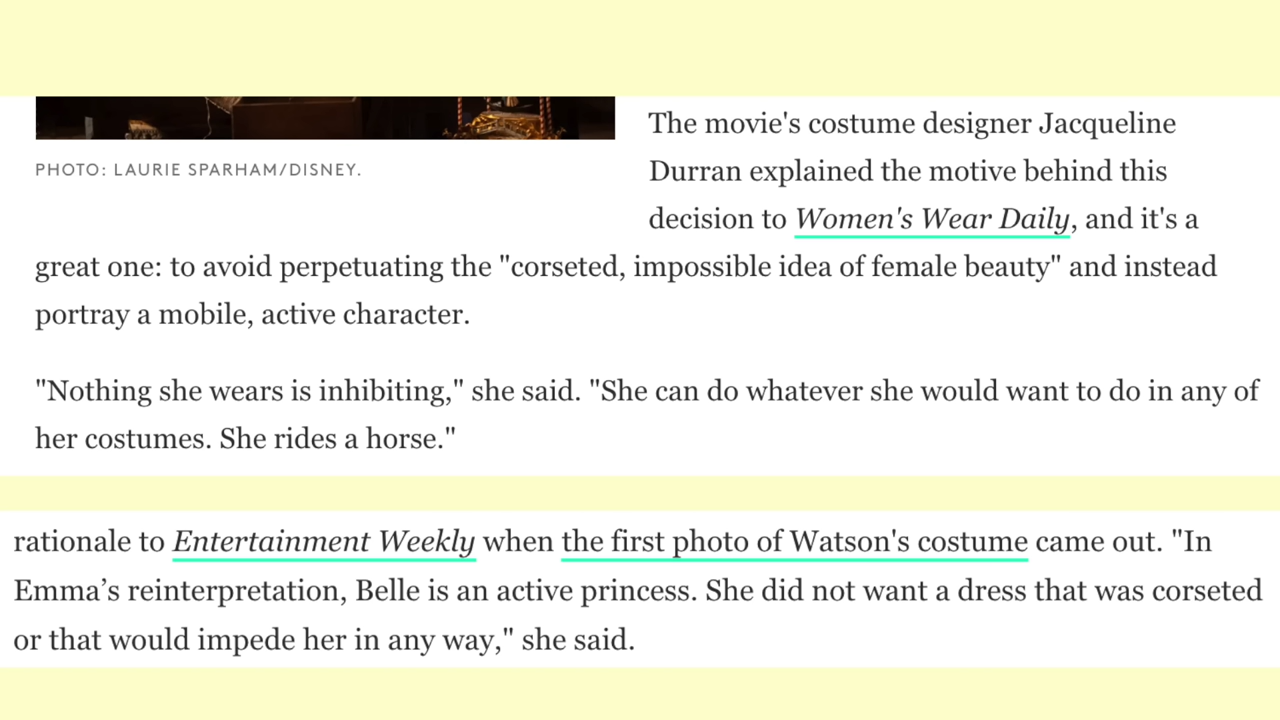 The movie's costume designer Jacqueline
PHOTO: LAURIE SPARHAM/DISNEY.
Durran explained the motive behind this
decision to Women's Wear Daily, and it's a
great one: to avoid perpetuating the "corseted, impossible idea of female beauty" and instead
portray a mobile, active character.
"Nothing she wears is inhibiting," she said. "She can do whatever she would want to do in any of
her costumes. She rides a horse."
rationale to Entertainment Weekly when the first photo of Watson's costume came out. "In
Emma’s reinterpretation, Belle is an active princess. She did not want a dress that was corseted
or that would impede her in any way," she said.